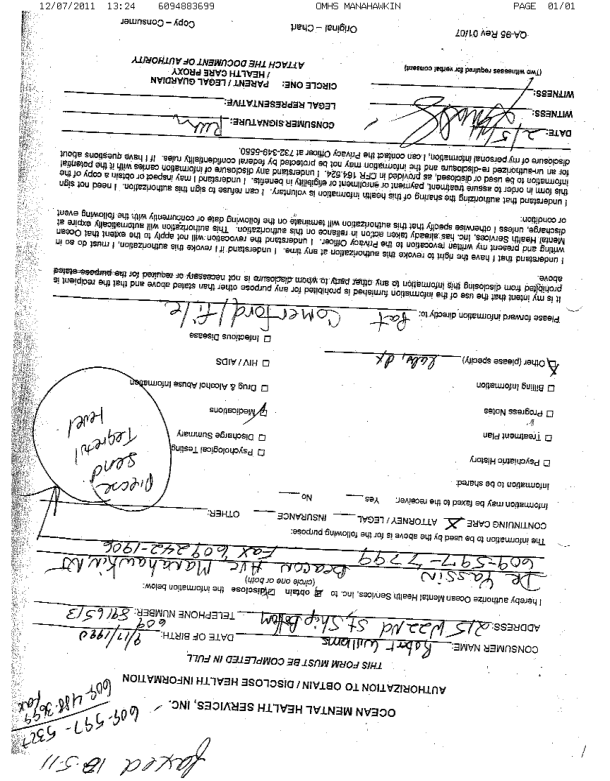 12/07/2011 13:24 6094883699 OMHS MANAHAWKIN PAGE 01/01
faxed 12-5-11
609-597-5327
609-488-3699
fax
OCEAN MENTAL HEALTH SERVICES, INC.
AUTHORIZATION TO OBTAIN / DISCLOSE HEALTH INFORMATION
THIS FORM MUST BE COMPLETED IN FULL
CONSUMER NAME: Robert Williams DATE OF BIRTH: 9/17/1990
ADDRESS: 215 W 22nd St, Ship Bottom TELEPHONE NUMBER: 609 8916513
I hereby authorize Ocean Mental Health Services, Inc. to obtain disclose the information below:
(circle one or both)
Dr Yassin Beacon Ave Manahawkin, NJ
609-597-7799 Fax 609 242-1906
The information to be used by the above is for the following purpose:
CONTINUING CARE X ATTORNEY / LEGAL INSURANCE OTHER:
Information may be faxed to the receiver: Yes No
Information to be shared:
☐ Psychiatric History ☐ Psychological Testing
☐ Treatment Plan ☐ Discharge Summary
☐ Progress Notes ☐ Medications
☐ Billing Information ☐ Drug & Alcohol Abuse Information
Other (please specify) labs, dx ☐ HIV / AIDS
☐ Infectious Disease
Please
Send
Tegretol
level.
Please forward information directly to: Pat Comerford / file
It is my intent that the use of the information furnished is prohibited for any purpose other than stated above and that the recipient is
prohibited from disclosing this information to any other party to whom disclosure is not necessary or required for the purpose stated
above.
I understand that I have the right to revoke this authorization at any time. I understand if I revoke this authorization, I must do so in
writing and present my written revocation to the Privacy Officer. I understand the revocation will not apply to the extent that Ocean
Mental Health Services, Inc. has already taken action in reliance on this authorization. This authorization will automatically expire at
discharge, unless I otherwise specify that this authorization will terminate on the following date or concurrently with the following event
or condition:
I understand that authorizing the sharing of this health information is voluntary. I can refuse to sign this authorization. I need not sign
this form in order to assure treatment, payment or enrollment or eligibility in benefits. I understand I may inspect or obtain a copy of the
information to be used or disclosed, as provided in CFR 164.524. I understand any disclosure of information carries with it the potential
for an un-authorized re-disclosure and the information may not be protected by federal confidentiality rules. If I have questions about
disclosure of my personal information, I can contact the Privacy Officer at 732-349-5550.
DATE: 12/5/11 CONSUMER SIGNATURE:
WITNESS: LEGAL REPRESENTATIVE:
WITNESS: CIRCLE ONE: PARENT / LEGAL GUARDIAN
(Two witnesses required for verbal consent) / HEALTH CARE PROXY
ATTACH THE DOCUMENT OF AUTHORITY
QA-95 Rev 01/07 Original – Chart Copy – Consumer